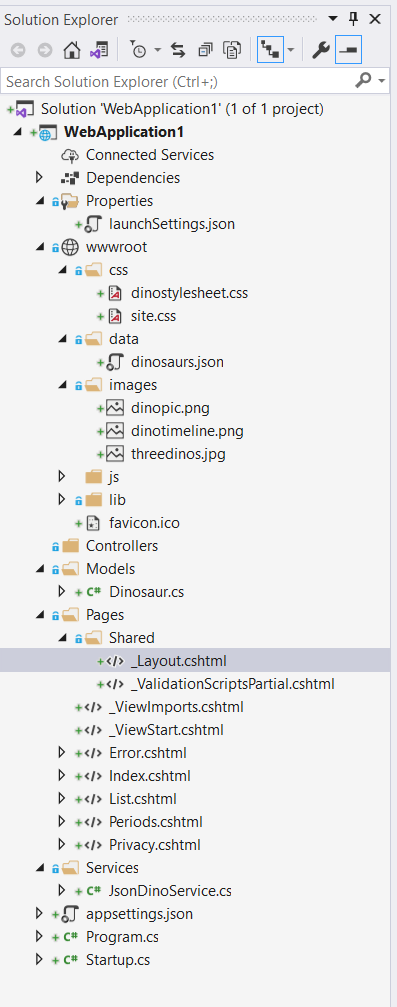 Solution Explorer
Search Solution Explorer (Ctrl+;)
Solution 'WebApplication1' (1 of 1 project)
WebApplication1
Connected Services
Dependencies
Properties
launchSettings.json
wwwroot
css
dinostylesheet.css
site.css
data
dinosaurs.json
images
dinopic.png
dinotimeline.png
threedinos.jpg
js
lib
favicon.ico
Controllers
Models
Dinosaur.cs
Pages
Shared
_Layout.cshtml
_ValidationScriptsPartial.cshtml
_ViewImports.cshtml
_ViewStart.cshtml
Error.cshtml
Index.cshtml
List.cshtml
Periods.cshtml
Privacy.cshtml
Services
JsonDinoService.cs
appsettings.json
Program.cs
Startup.cs